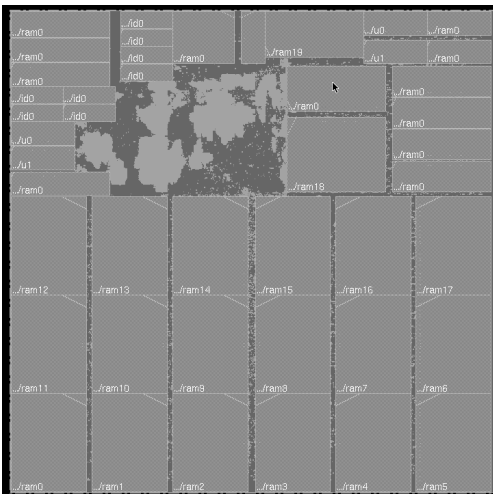 .../ram0
.../id0
.../u0
.../ram0
.../id0
.../ram0
.../id0
.../ram0
.../ram19
.../u1
.../ram0
.../ram0
.../id0
.../id0
.../id0
.../ram0
.../ram0
.../id0
.../id0
.../ram0
.../u0
.../ram0
.../u1
.../ram0
.../ram18
.../ram0
.../ram12
.../ram13
.../ram14
.../ram15
.../ram16
.../ram17
.../ram11
.../ram10
.../ram9
.../ram8
.../ram7
.../ram6
.../ram0
.../ram1
.../ram2
.../ram3
.../ram4
.../ram5